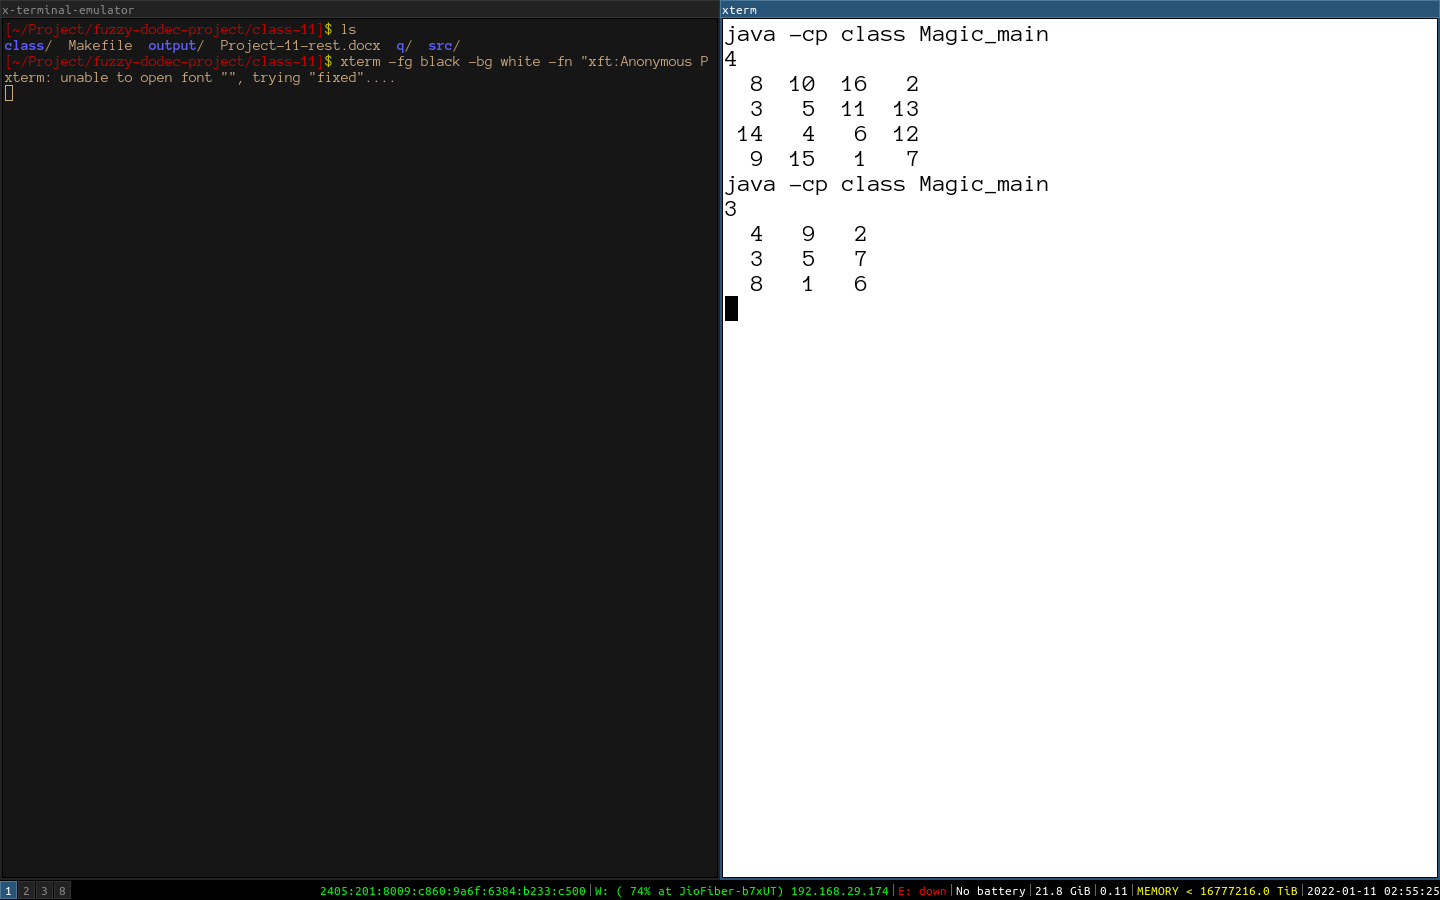 x-terminal-emulator
[~/Project/fuzzy-dodec-project/class-11]$ ls
class/  Makefile  output/  Project-11-rest.docx  q/  src/
[~/Project/fuzzy-dodec-project/class-11]$ xterm -fg black -bg white -fn "xft:Anonymous P
xterm: unable to open font "", trying "fixed"....
xterm
java -cp class Magic_main
4
8  10  16   2
3   5  11  13
14   4   6  12
9  15   1   7
java -cp class Magic_main
3
4   9   2
3   5   7
8   1   6
1 2 3 8
2405:201:8009:c860:9a6f:6384:b233:c500|W: ( 74% at JioFiber-b7xUT) 192.168.29.174|E: down|No battery|21.8 GiB|0.11|MEMORY < 16777216.0 TiB|2022-01-11 02:55:25